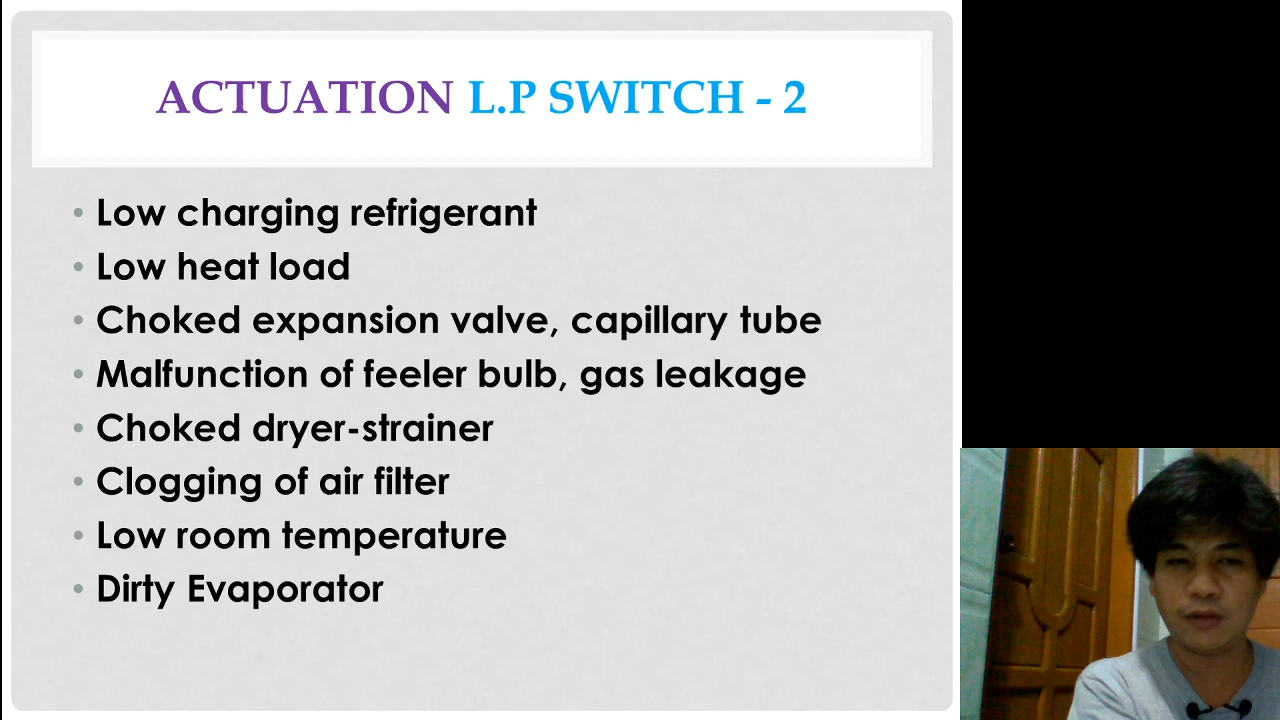 ACTUATION L.P SWITCH - 2
• Low charging refrigerant
• Low heat load
• Choked expansion valve, capillary tube
• Malfunction of feeler bulb, gas leakage
• Choked dryer-strainer
• Clogging of air filter
• Low room temperature
• Dirty Evaporator